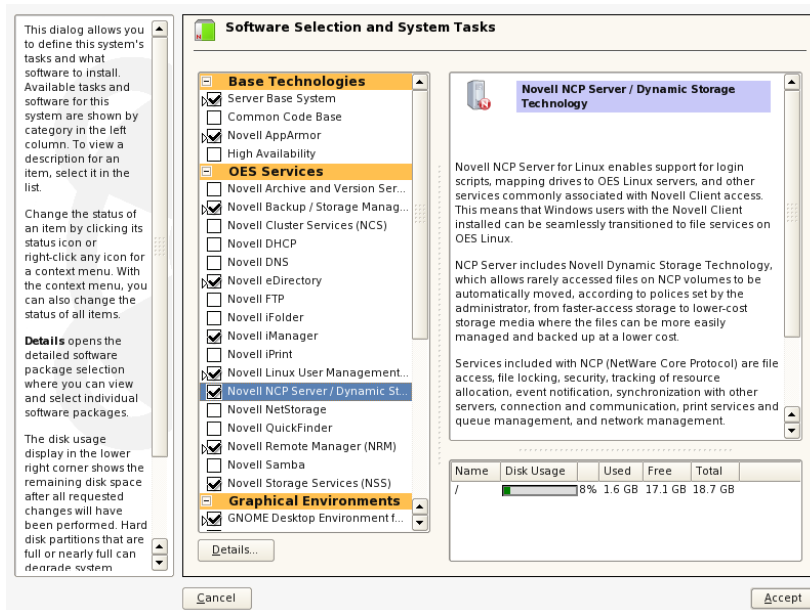 This dialog allows you
to define this system's
tasks and what
software to install.
Available tasks and
software for this
system are shown by
category in the left
column. To view a
description for an
item, select it in the
list.
Change the status of
an item by clicking its
status icon or
right-click any icon for
a context menu. With
the context menu, you
can also change the
status of all items.
Details opens the
detailed software
package selection
where you can view
and select individual
software packages.
The disk usage
display in the lower
right corner shows the
remaining disk space
after all requested
changes will have
been performed. Hard
disk partitions that are
full or nearly full can
degrade system
Software Selection and System Tasks
Base Technologies
Server Base System
Common Code Base
Novell AppArmor
High Availability
OES Services
Novell Archive and Version Ser...
Novell Backup / Storage Manag...
Novell Cluster Services (NCS)
Novell DHCP
Novell DNS
Novell eDirectory
Novell FTP
Novell iFolder
Novell iManager
Novell iPrint
Novell Linux User Management...
Novell NCP Server / Dynamic St...
Novell NetStorage
Novell QuickFinder
Novell Remote Manager (NRM)
Novell Samba
Novell Storage Services (NSS)
Graphical Environments
GNOME Desktop Environment f...
Details...
Novell NCP Server / Dynamic Storage
Technology
Novell NCP Server for Linux enables support for login
scripts, mapping drives to OES Linux servers, and other
services commonly associated with Novell Client access.
This means that Windows users with the Novell Client
installed can be seamlessly transitioned to file services on
OES Linux.
NCP Server includes Novell Dynamic Storage Technology,
which allows rarely accessed files on NCP volumes to be
automatically moved, according to polices set by the
administrator, from faster-access storage to lower-cost
storage media where the files can be more easily
managed and backed up at a lower cost.
Services included with NCP (NetWare Core Protocol) are file
access, file locking, security, tracking of resource
allocation, event notification, synchronization with other
servers, connection and communication, print services and
queue management, and network management.
Name Disk Usage Used Free Total
/ 8% 1.6 GB 17.1 GB 18.7 GB
Cancel
Accept